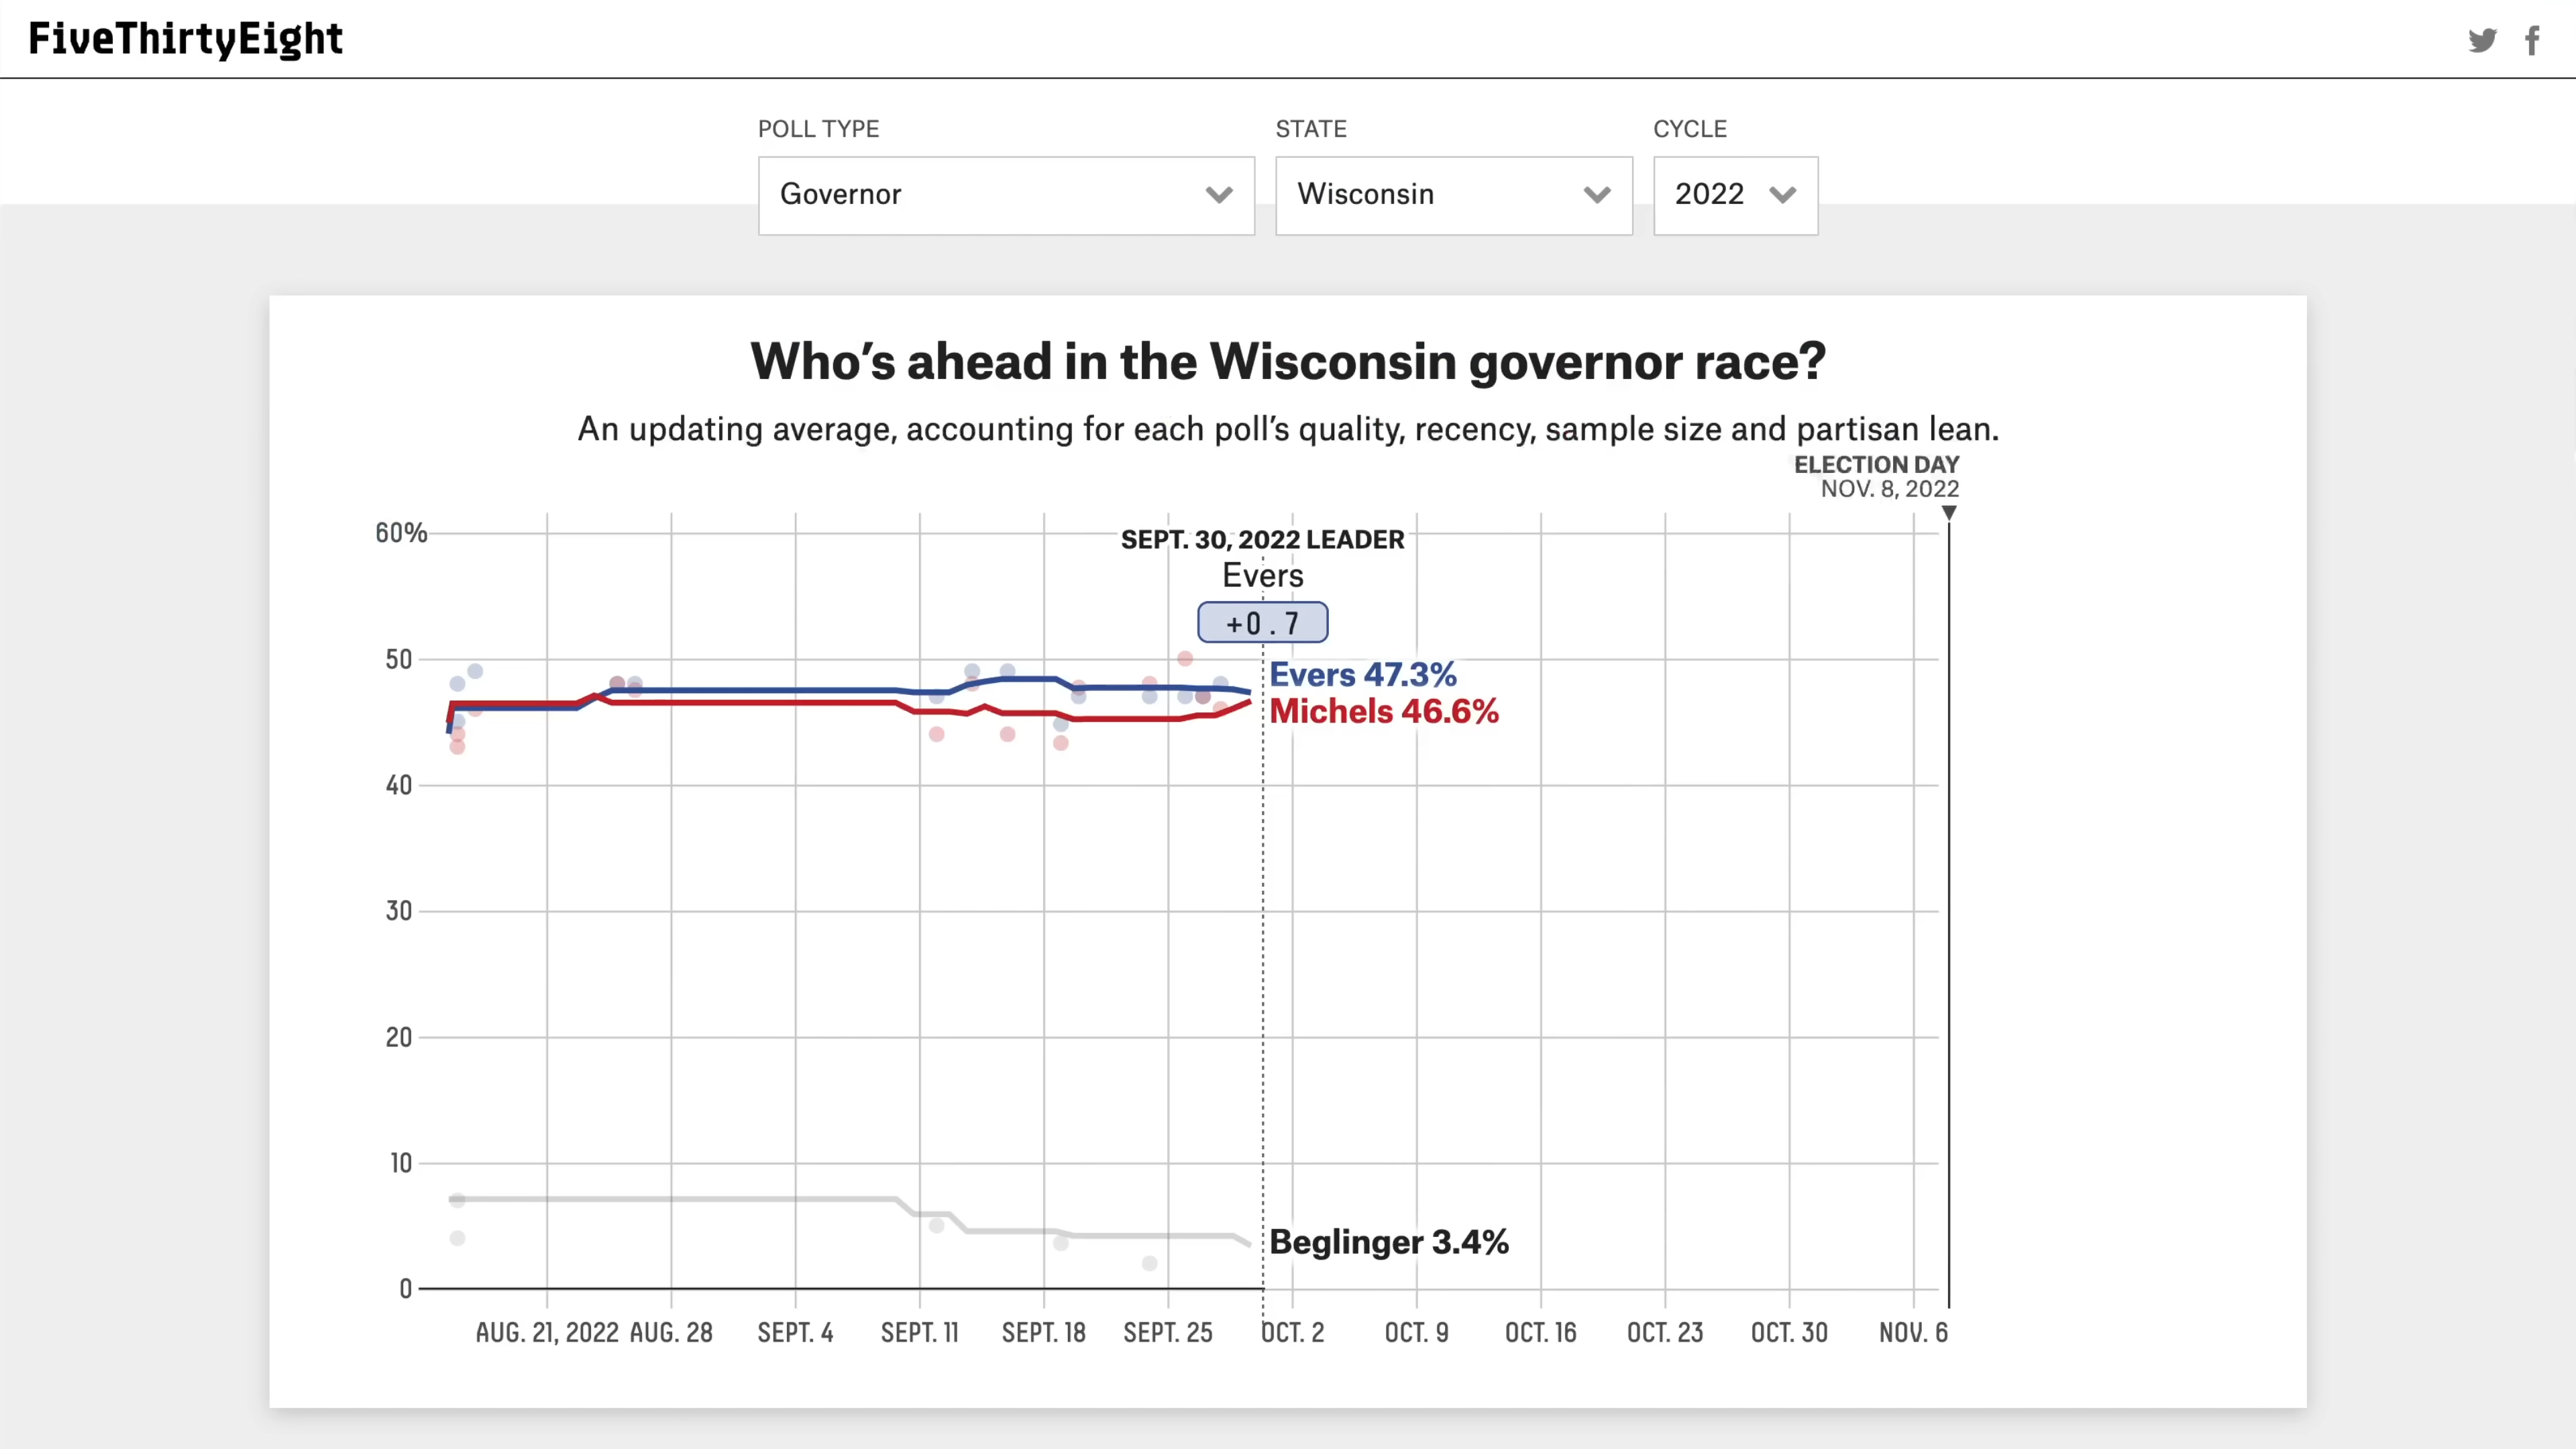 FiveThirtyEight
POLL TYPE
STATE
CYCLE
Governor
Wisconsin
2022
Who’s ahead in the Wisconsin governor race?
An updating average, accounting for each poll’s quality, recency, sample size and partisan lean.
ELECTION DAY
NOV. 8, 2022
60%
SEPT. 30, 2022 LEADER
Evers
+0.7
50
Evers 47.3%
Michels 46.6%
40
30
20
10
Beglinger 3.4%
0
AUG. 21, 2022 AUG. 28 SEPT. 4 SEPT. 11 SEPT. 18 SEPT. 25 OCT. 2 OCT. 9 OCT. 16 OCT. 23 OCT. 30 NOV. 6